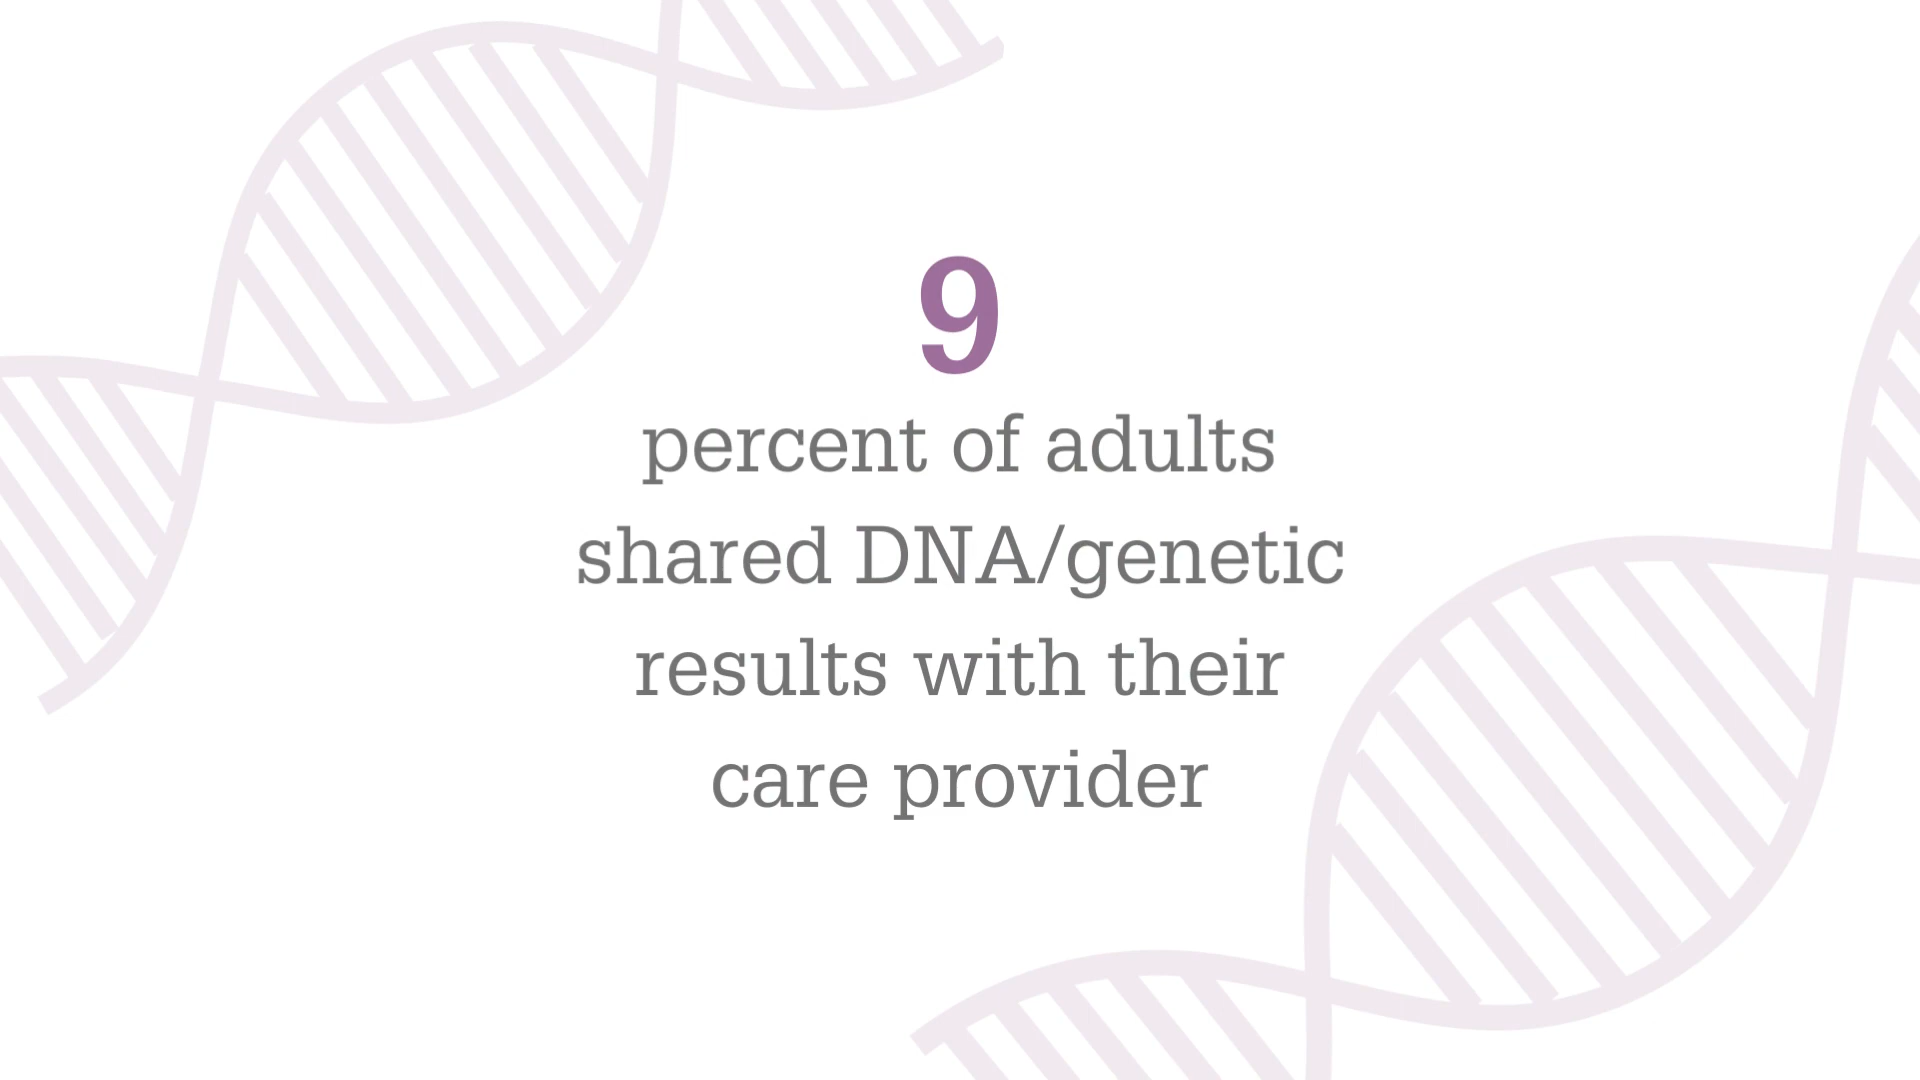 9
percent of adults
shared DNA/genetic
results with their
care provider